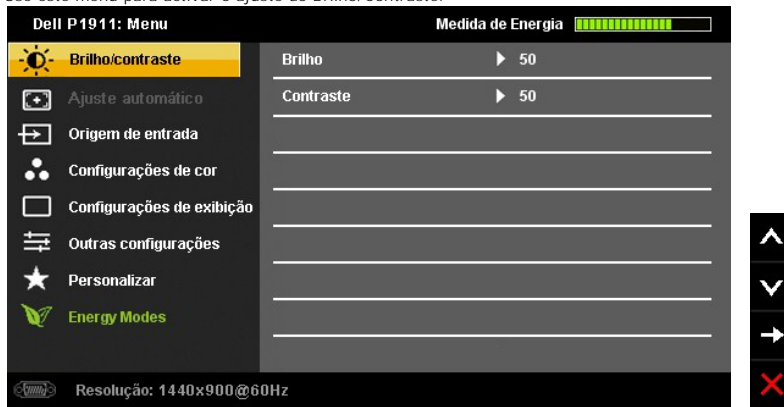 Dell P1911: Menu
Medida de Energia
Brilho/contraste
Brilho 50
Ajuste automático
Contraste 50
Origem de entrada
Configurações de cor
Configurações de exibição
Outras configurações
Personalizar
Energy Modes
Resolução: 1440x900@60Hz